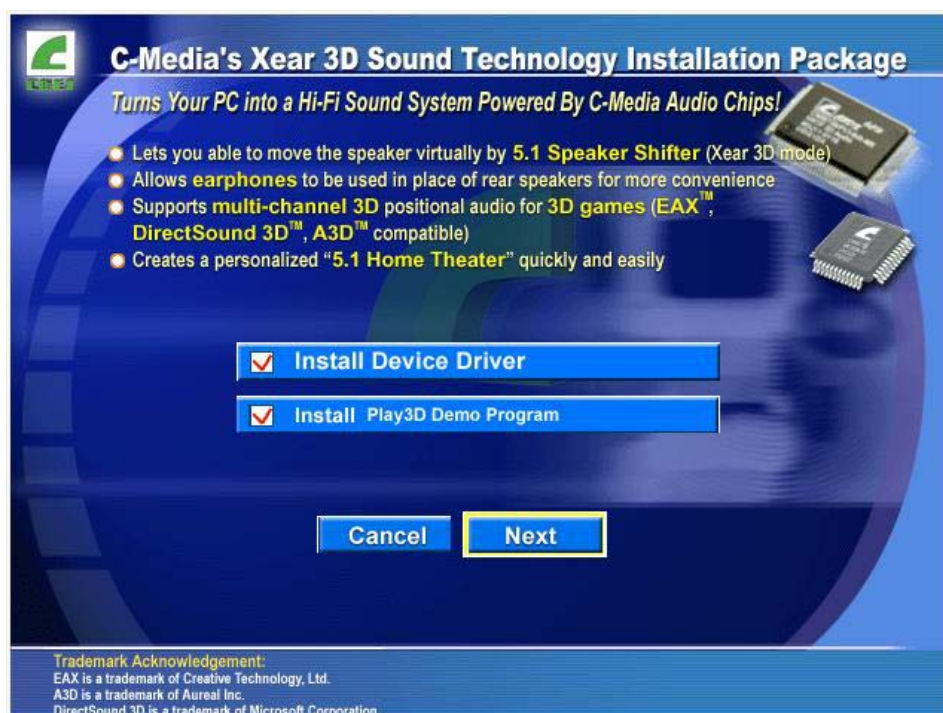 C-Media's Xear 3D Sound Technology Installation Package
Turns Your PC into a Hi-Fi Sound System Powered By C-Media Audio Chips!
Lets you able to move the speaker virtually by 5.1 Speaker Shifter (Xear 3D mode)
Allows earphones to be used in place of rear speakers for more convenience
Supports multi-channel 3D positional audio for 3D games (EAX™,
DirectSound 3D™, A3D™ compatible)
Creates a personalized “5.1 Home Theater” quickly and easily
Install Device Driver
Install Play3D Demo Program
Cancel Next
Trademark Acknowledgement:
EAX is a trademark of Creative Technology, Ltd.
A3D is a trademark of Aureal Inc.
DirectSound 3D is a trademark of Microsoft Corporation